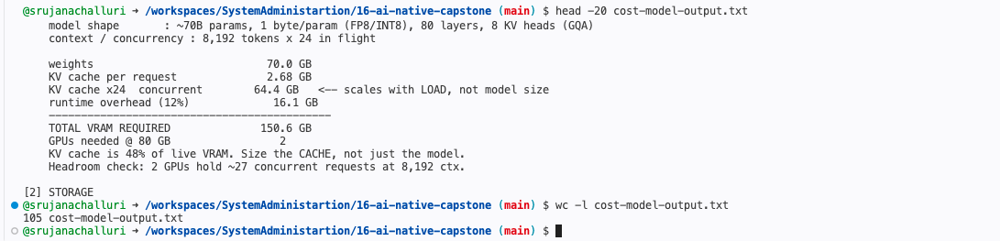 @srujanachalluri → /workspaces/SystemAdministartion/16-ai-native-capstone (main) $ head -20 cost-model-output.txt
model shape : ~70B params, 1 byte/param (FP8/INT8), 80 layers, 8 KV heads (GQA)
context / concurrency : 8,192 tokens x 24 in flight
weights 70.0 GB
KV cache per request 2.68 GB
KV cache x24 concurrent 64.4 GB <-- scales with LOAD, not model size
runtime overhead (12%) 16.1 GB
--------------------------------------------
TOTAL VRAM REQUIRED 150.6 GB
GPUs needed @ 80 GB 2
KV cache is 48% of live VRAM. Size the CACHE, not just the model.
Headroom check: 2 GPUs hold ~27 concurrent requests at 8,192 ctx.
[2] STORAGE
@srujanachalluri → /workspaces/SystemAdministartion/16-ai-native-capstone (main) $ wc -l cost-model-output.txt
105 cost-model-output.txt
@srujanachalluri → /workspaces/SystemAdministartion/16-ai-native-capstone (main) $